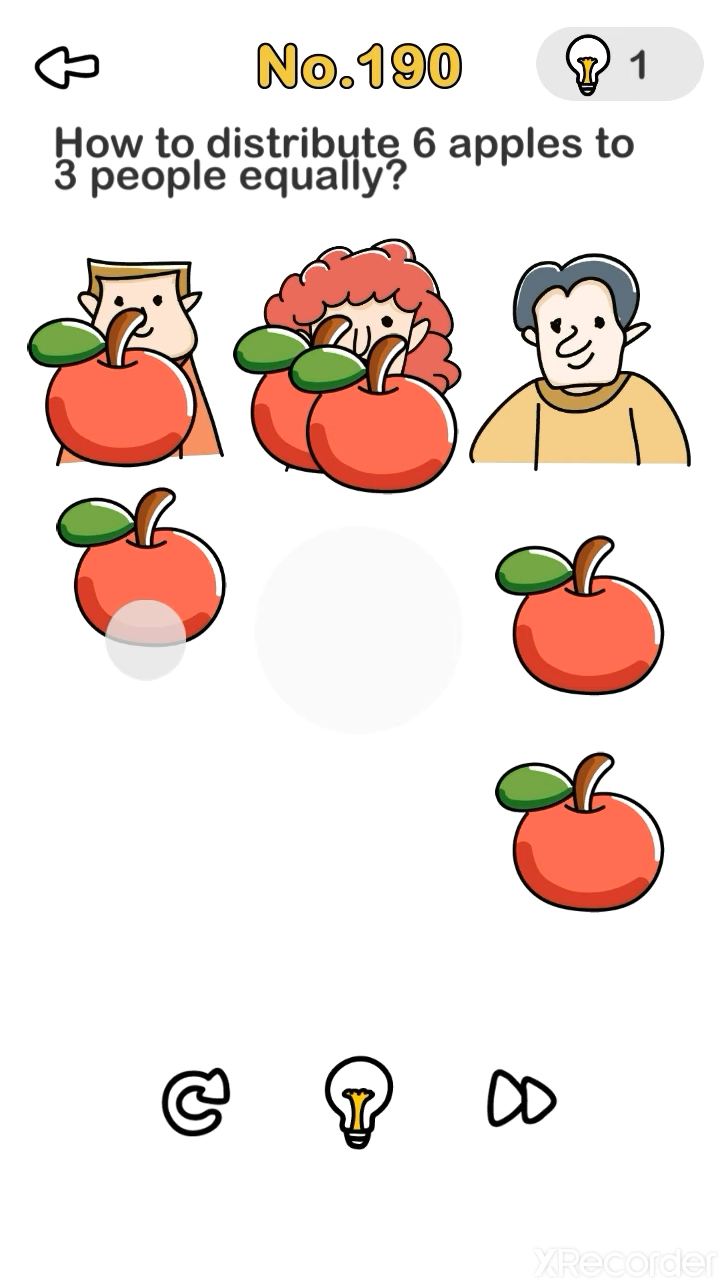 No.190
1
How to distribute 6 apples to
3 people equally?
XRecorder